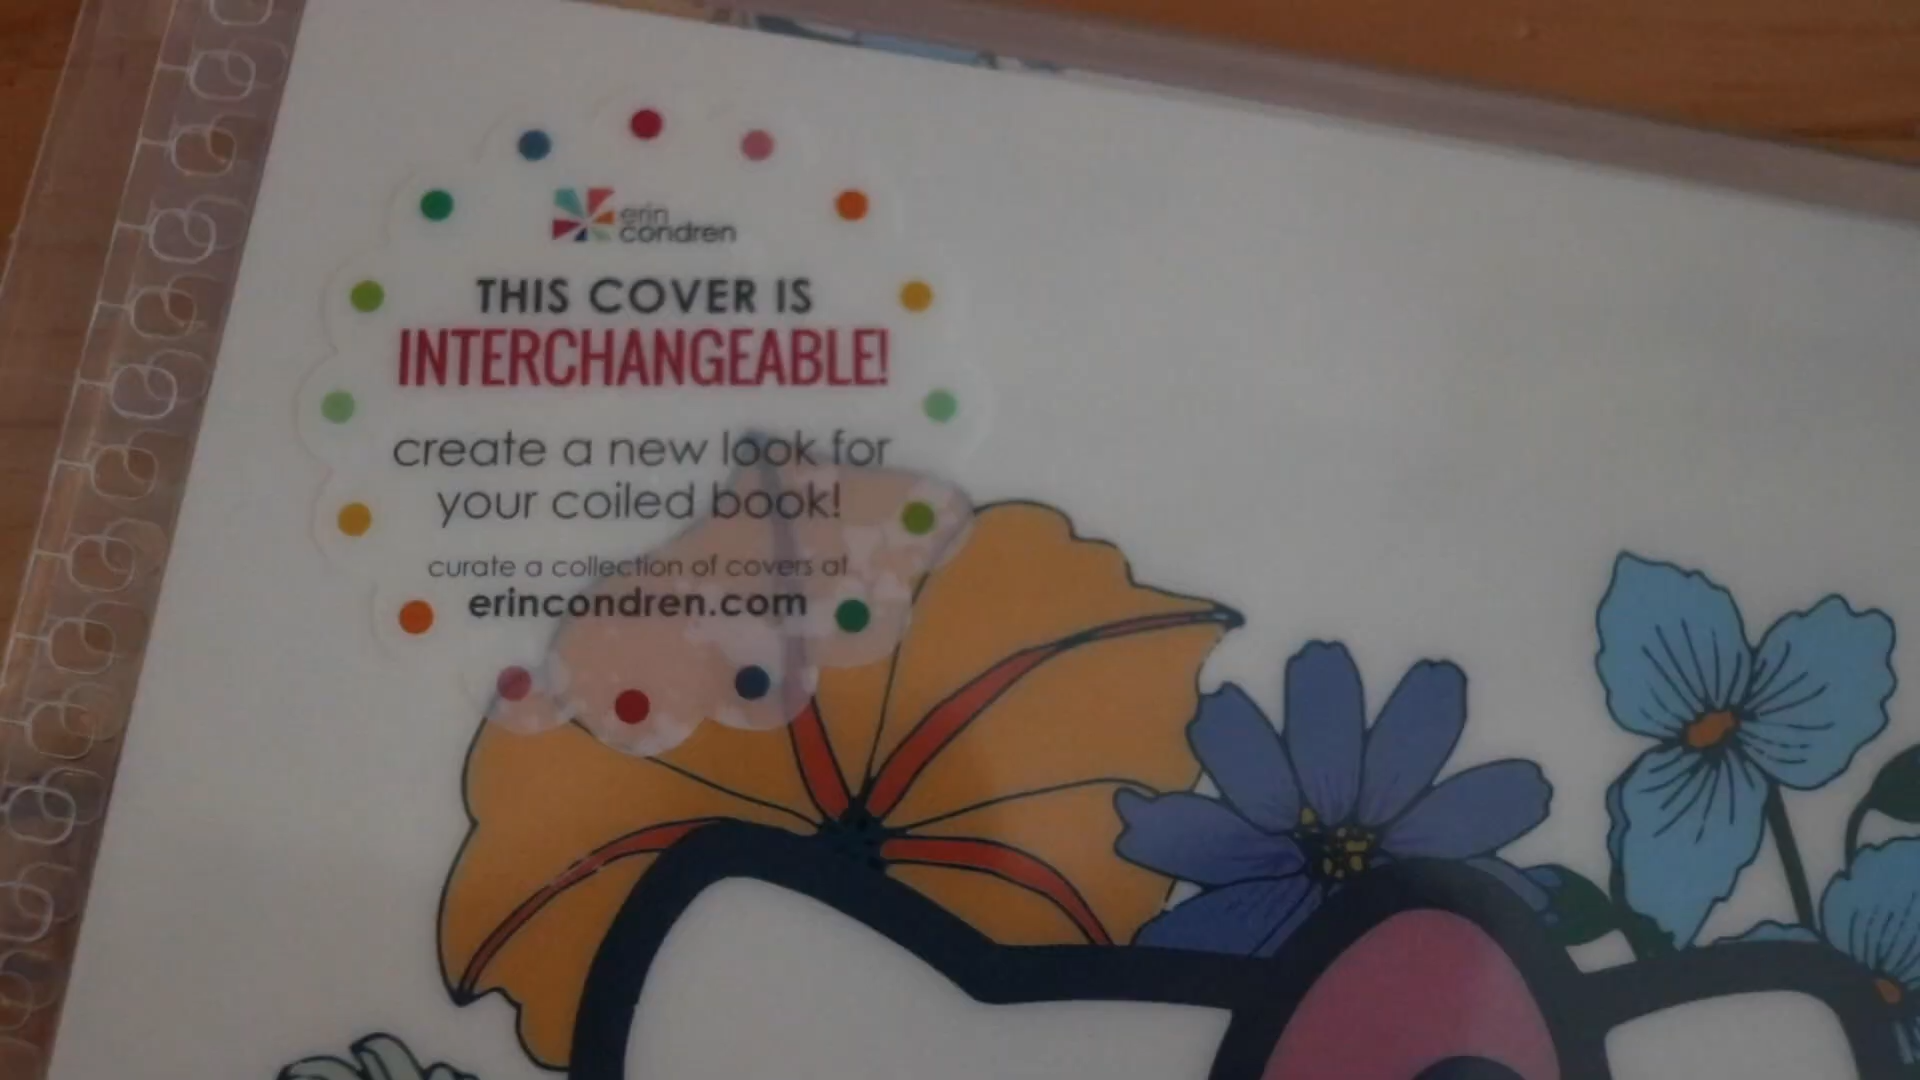 erin
condren
THIS COVER IS
INTERCHANGEABLE!
create a new look for
your coiled book!
curate a collection of covers at
erincondren.com